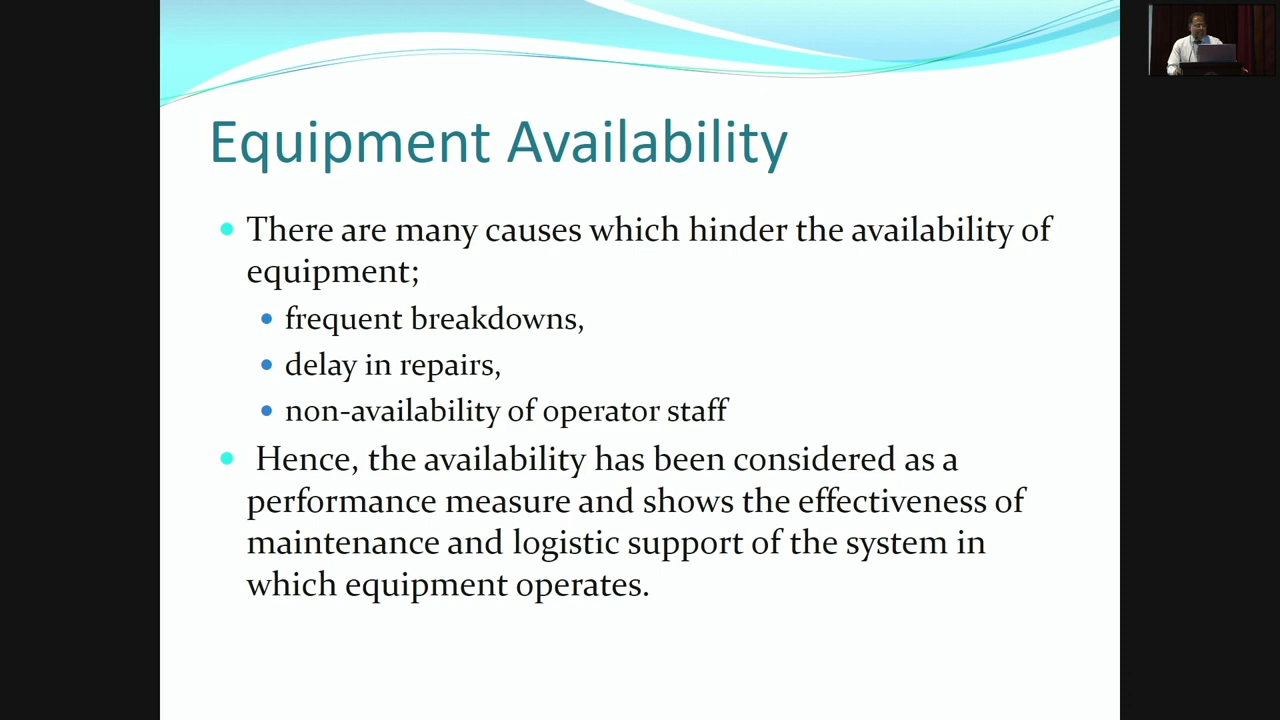 Equipment Availability
There are many causes which hinder the availability of
equipment;
frequent breakdowns,
delay in repairs,
non-availability of operator staff
Hence, the availability has been considered as a
performance measure and shows the effectiveness of
maintenance and logistic support of the system in
which equipment operates.